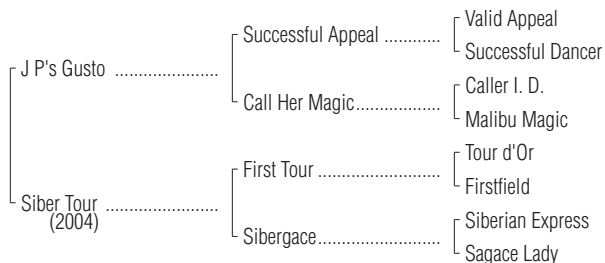 Valid Appeal
Successful Appeal ............
Successful Dancer
J P's Gusto ......................
Caller I. D.
Call Her Magic..................
Malibu Magic
Tour d'Or
First Tour ..........................
Firstfield
Siber Tour ........................
(2004)
Siberian Express
Sibergace..........................
Sagace Lady